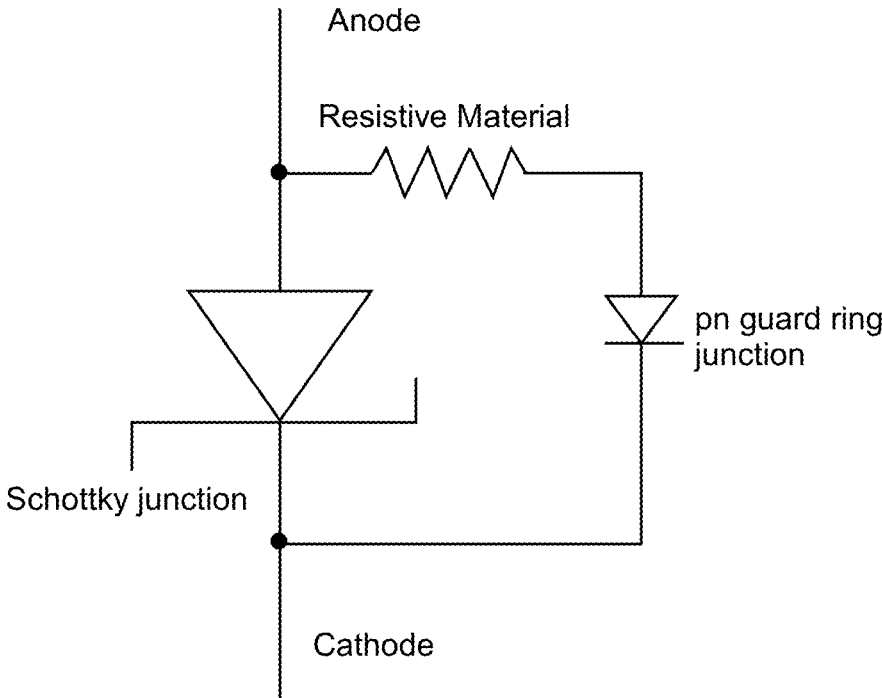 Anode
Resistive Material
pn guard ring
junction
Schottky junction
Cathode